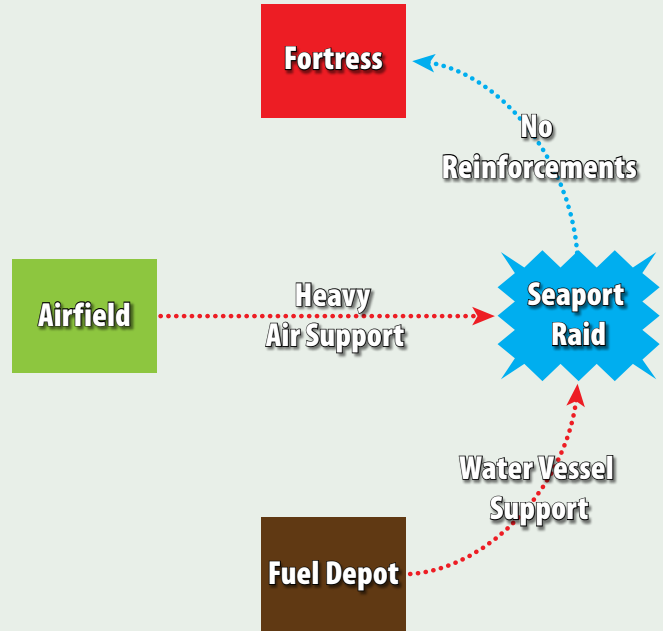 Fortress
No
Reinforcements
Airfield
Heavy
Air Support
Seaport
Raid
Water Vessel
Support
Fuel Depot